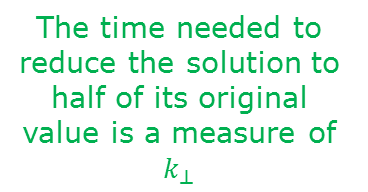 The time needed to
reduce the solution to
half of its original
value is a measure of
k⊥